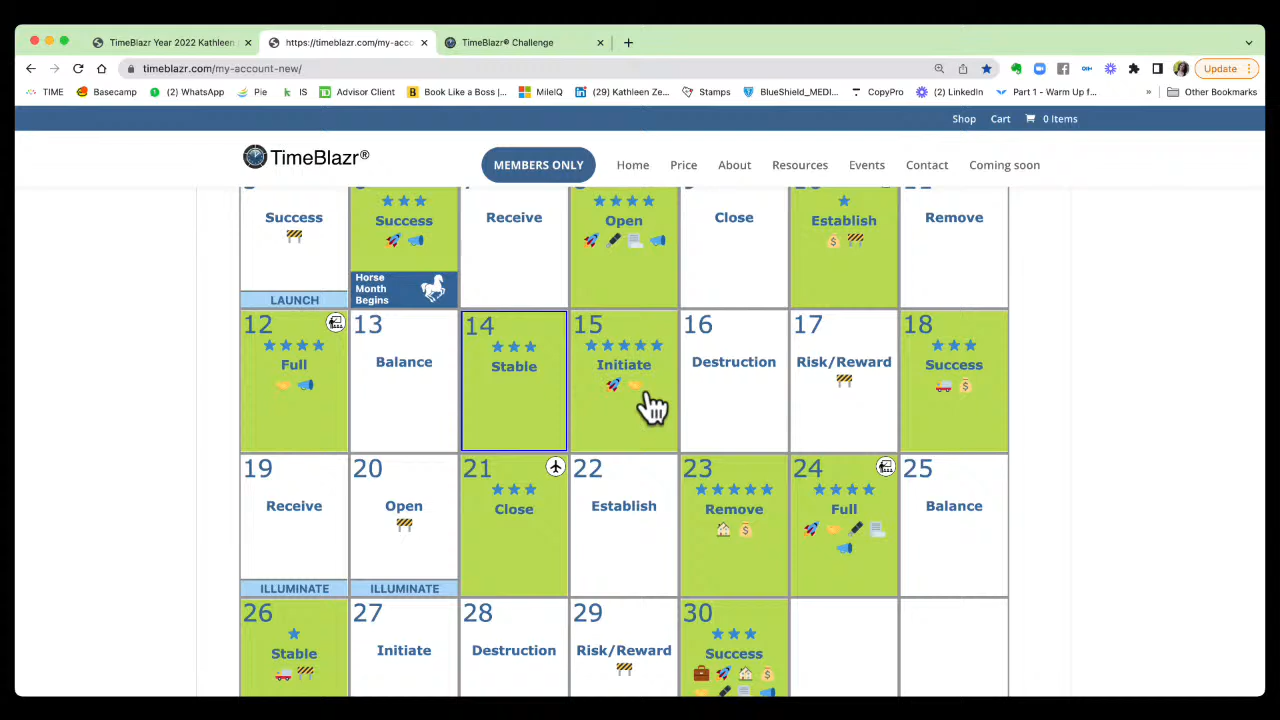 TimeBlazr Year 2022 Kathleen
https://timeblazr.com/my-acco
TimeBlazr® Challenge
timeblazr.com/my-account-new/
Update
TIME
Basecamp
(2) WhatsApp
Pie
IS
Advisor Client
Book Like a Boss |...
MileIQ
(29) Kathleen Ze...
Stamps
BlueShield_MEDI...
CopyPro
(2) LinkedIn
Part 1 - Warm Up f...
»
Other Bookmarks
Shop
Cart
0 Items
TimeBlazr®
MEMBERS ONLY
Home
Price
About
Resources
Events
Contact
Coming soon
Success
Success
Receive
Open
Close
Establish
Remove
LAUNCH
Horse
Month
Begins
12
13
14
15
16
17
18
Full
Balance
Stable
Initiate
Destruction
Risk/Reward
Success
19
20
21
22
23
24
25
Receive
Open
Close
Establish
Remove
Full
Balance
ILLUMINATE
ILLUMINATE
26
27
28
29
30
Stable
Initiate
Destruction
Risk/Reward
Success